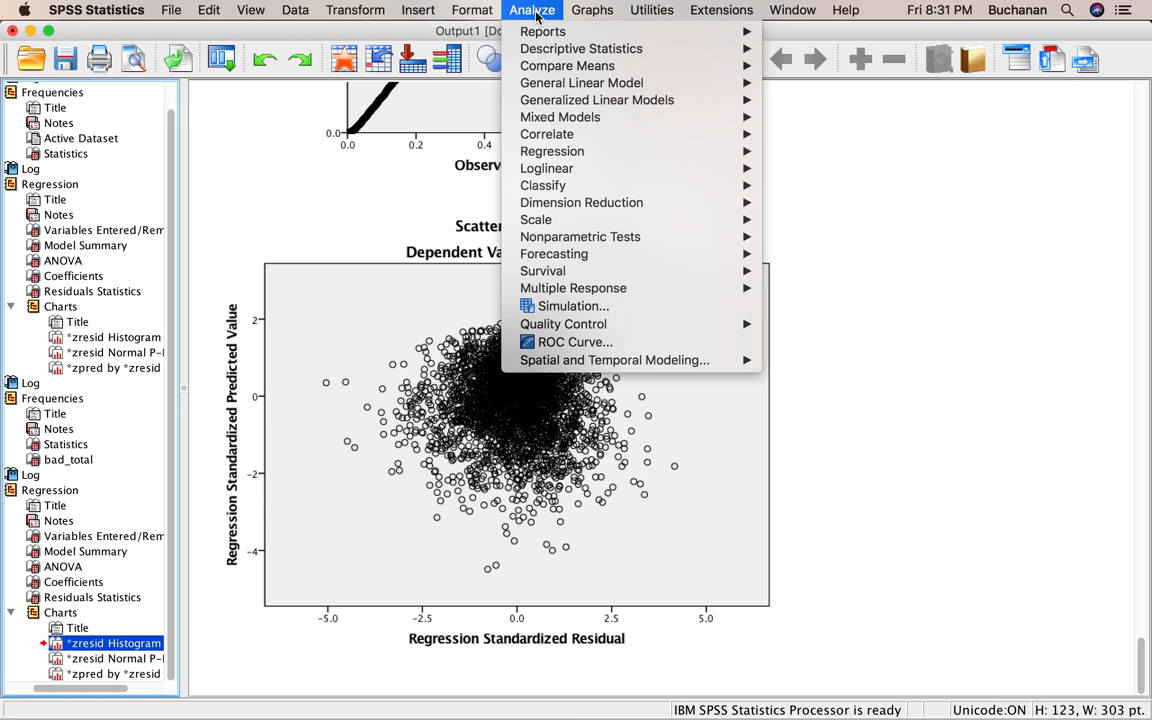 SPSS Statistics File Edit View Data Transform Insert Format Analyze Graphs Utilities Extensions Window Help Fri 8:31 PM Buchanan
Output1 [Do
Frequencies
Title
Notes
Active Dataset
Statistics
Log
Regression
Title
Notes
Variables Entered/Rem
Model Summary
ANOVA
Coefficients
Residuals Statistics
Charts
Title
*zresid Histogram
*zresid Normal P-
*zpred by *zresid
Log
Frequencies
Title
Notes
Statistics
bad_total
Log
Regression
Title
Notes
Variables Entered/Rem
Model Summary
ANOVA
Coefficients
Residuals Statistics
Charts
Title
*zresid Histogram
*zresid Normal P-
*zpred by *zresid
Reports
Descriptive Statistics
Compare Means
General Linear Model
Generalized Linear Models
Mixed Models
Correlate
Regression
Loglinear
Classify
Dimension Reduction
Scale
Nonparametric Tests
Forecasting
Survival
Multiple Response
Simulation...
Quality Control
ROC Curve...
Spatial and Temporal Modeling...
0.0
0.0 0.2 0.4
Observ
Scatte
Dependent Va
Regression Standardized Predicted Value
2
0
-2
-4
-5.0 -2.5 0.0 2.5 5.0
Regression Standardized Residual
IBM SPSS Statistics Processor is ready Unicode:ON H: 123, W: 303 pt.